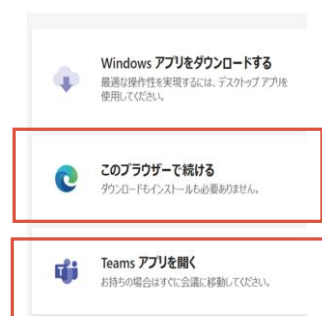 Windows アプリをダウンロードする
最適な操作性を実現するには、デスクトップ アプリを
使用してください。
このブラウザーで続ける
ダウンロードもインストールも必要ありません。
Teams アプリを開く
お持ちの場合はすぐに会議に移動してください。